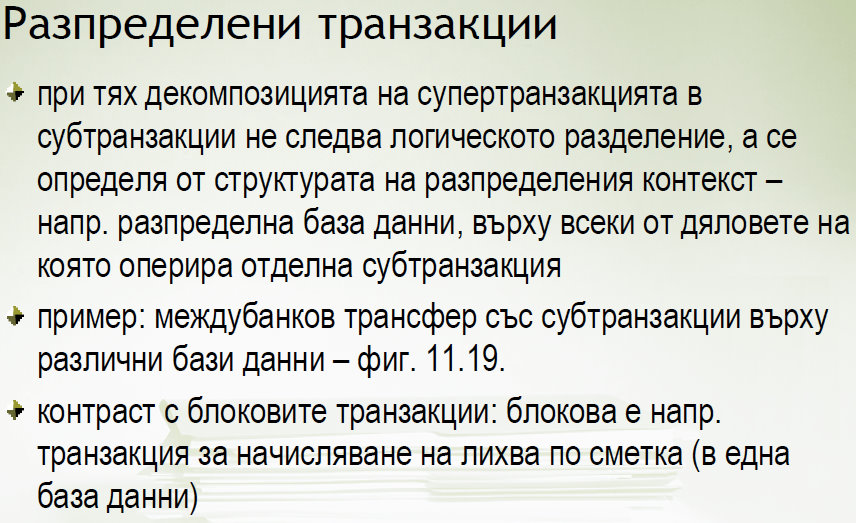 Разпределени транзакции
при тях декомпозицията на супертранзакцията в
субтранзакции не следва логическото разделение, а се
определя от структурата на разпределения контекст –
напр. разпределна база данни, върху всеки от дяловете на
която оперира отделна субтранзакция
пример: междубанков трансфер със субтранзакции върху
различни бази данни – фиг. 11.19.
контраст с блоковите транзакции: блокова е напр.
транзакция за начисляване на лихва по сметка (в една
база данни)